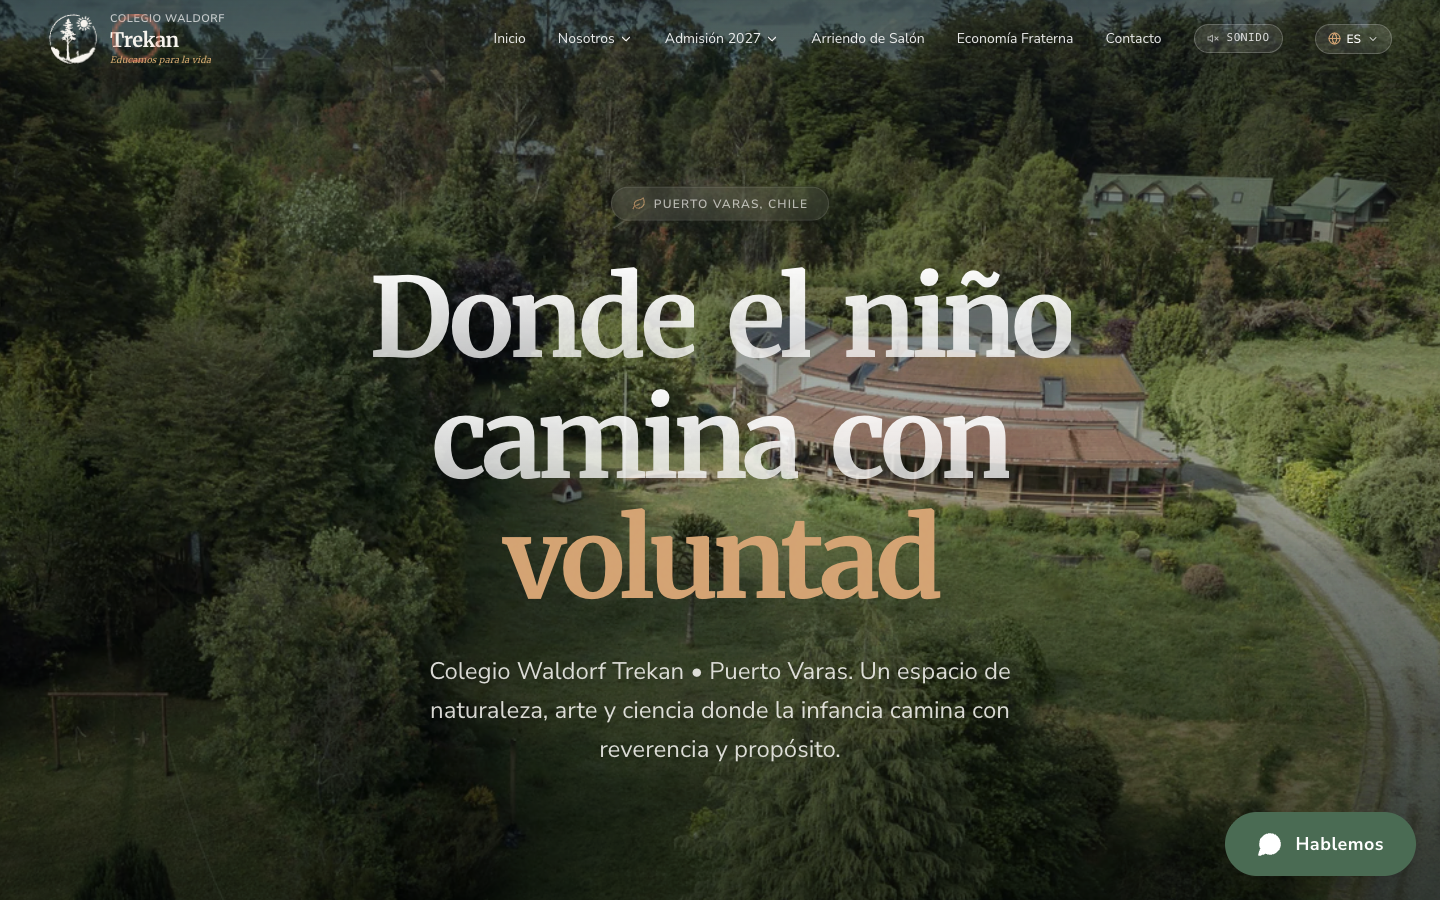 COLEGIO WALDORF
Trekan
Educamos para la vida
Inicio
Nosotros
Admisión 2027
Arriendo de Salón
Economía Fraterna
Contacto
SONIDO
ES
PUERTO VARAS, CHILE
Donde el niño
camina con
voluntad
Colegio Waldorf Trekan • Puerto Varas. Un espacio de
naturaleza, arte y ciencia donde la infancia camina con
reverencia y propósito.
Hablemos